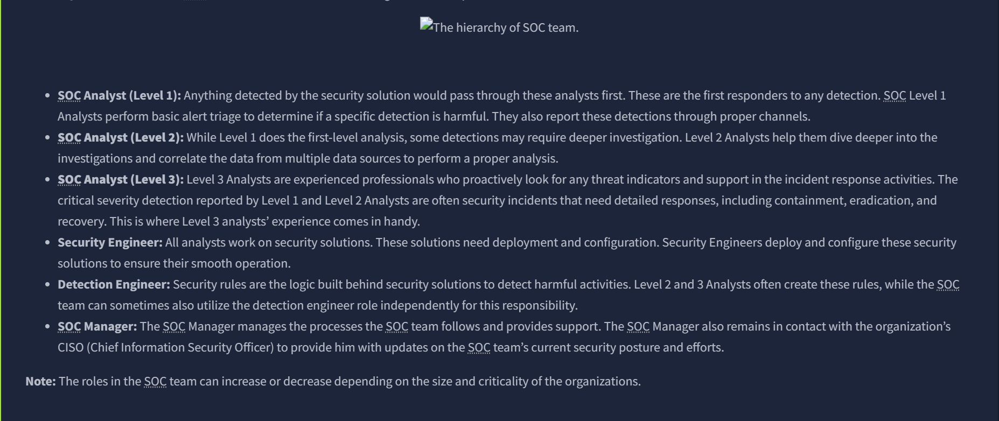 The hierarchy of SOC team.
• SOC Analyst (Level 1): Anything detected by the security solution would pass through these analysts first. These are the first responders to any detection. SOC Level 1
Analysts perform basic alert triage to determine if a specific detection is harmful. They also report these detections through proper channels.
• SOC Analyst (Level 2): While Level 1 does the first-level analysis, some detections may require deeper investigation. Level 2 Analysts help them dive deeper into the
investigations and correlate the data from multiple data sources to perform a proper analysis.
• SOC Analyst (Level 3): Level 3 Analysts are experienced professionals who proactively look for any threat indicators and support in the incident response activities. The
critical severity detection reported by Level 1 and Level 2 Analysts are often security incidents that need detailed responses, including containment, eradication, and
recovery. This is where Level 3 analysts’ experience comes in handy.
• Security Engineer: All analysts work on security solutions. These solutions need deployment and configuration. Security Engineers deploy and configure these security
solutions to ensure their smooth operation.
• Detection Engineer: Security rules are the logic built behind security solutions to detect harmful activities. Level 2 and 3 Analysts often create these rules, while the SOC
team can sometimes also utilize the detection engineer role independently for this responsibility.
• SOC Manager: The SOC Manager manages the processes the SOC team follows and provides support. The SOC Manager also remains in contact with the organization’s
CISO (Chief Information Security Officer) to provide him with updates on the SOC team’s current security posture and efforts.
Note: The roles in the SOC team can increase or decrease depending on the size and criticality of the organizations.